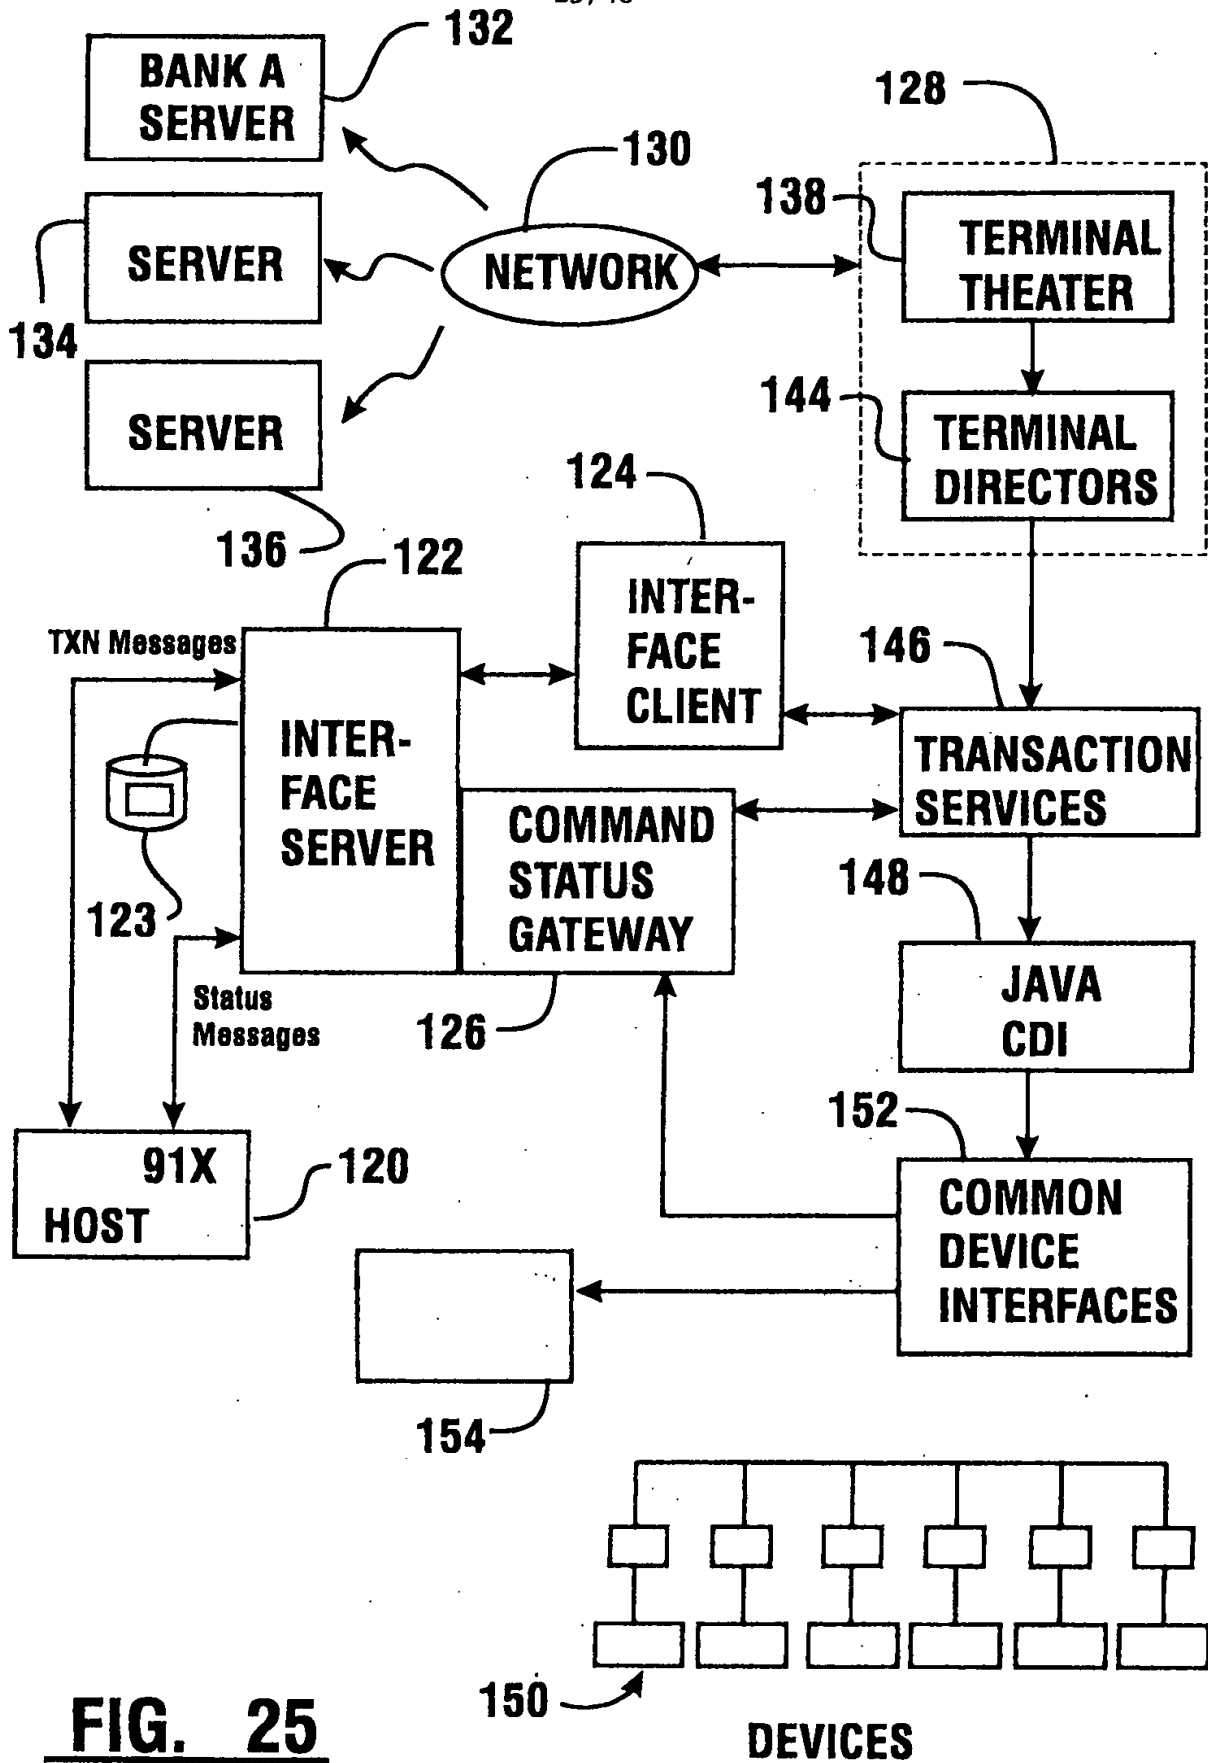 132
BANK A
SERVER
128
130
138
TERMINAL
THEATER
SERVER
NETWORK
134
144
TERMINAL
DIRECTORS
SERVER
124
136
122
INTER-
FACE
CLIENT
TXN Messages
146
INTER-
FACE
SERVER
TRANSACTION
SERVICES
COMMAND
STATUS
GATEWAY
148
123
JAVA
CDI
Status
Messages
126
152
91X
HOST
120
COMMON
DEVICE
INTERFACES
154
150
DEVICES
FIG. 25